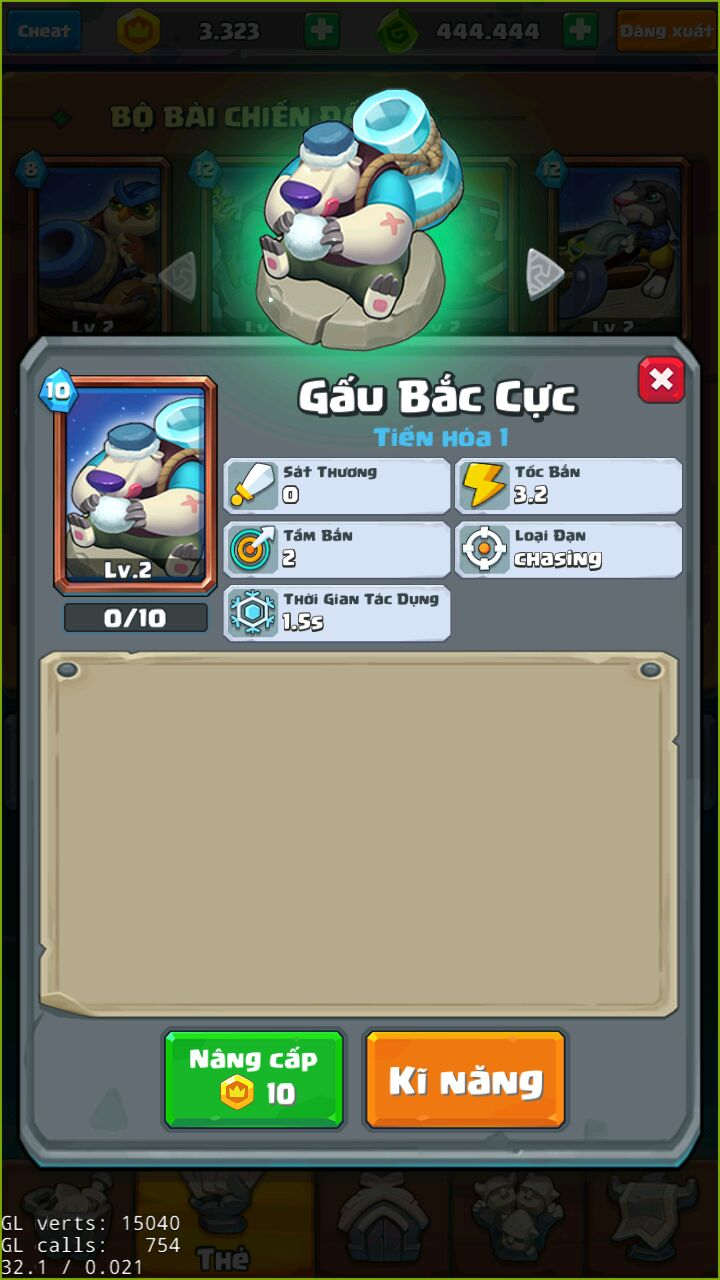 Cheat
3.323
444.444
Đăng xuất
BỘ BÀI CHIẾN ĐẤ
8
12
12
Lv 2
Lv 2
Gấu Bắc Cực
Tiến Hóa 1
10
Lv.2
0/10
Sát Thương
0
Tốc Bắn
3.2
Tầm Bắn
2
Loại Đạn
chasing
Thời Gian Tác Dụng
1.5s
Nâng cấp
10
Kĩ năng
Thẻ
GL verts: 15040
GL calls: 754
32.1 / 0.021